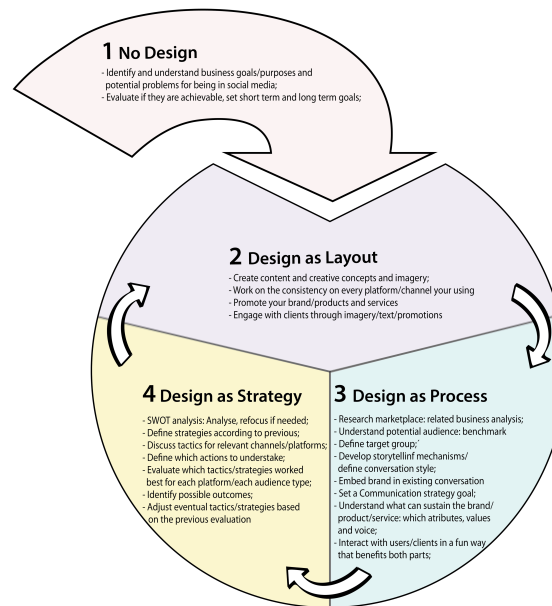 1 No Design
- Identify and understand business goals/purposes and
potential problems for being in social media;
- Evaluate if they are achievable, set short term and long term goals;
2 Design as Layout
- Create content and creative concepts and imagery;
- Work on the consistency on every platform/channel your using
- Promote your brand/products and services
- Engage with clients through imagery/text/promotions
3 Design as Process
- Research marketplace: related business analysis;
- Understand potential audience: benchmark
- Define target group;
- Develop storytellinf mechanisms/
define conversation style;
- Embed brand in existing conversation
- Set a Communication strategy goal;
- Understand what can sustain the brand/
product/service: which atributes, values
and voice;
- Interact with users/clients in a fun way
that benefits both parts;
4 Design as Strategy
- SWOT analysis: Analyse, refocus if needed;
- Define strategies according to previous;
- Discuss tactics for relevant channels/platforms;
- Define which actions to understake;
- Evaluate which tactics/strategies worked
best for each platform/each audience type;
- Identify possible outcomes;
- Adjust eventual tactics/strategies based
on the previous evaluation